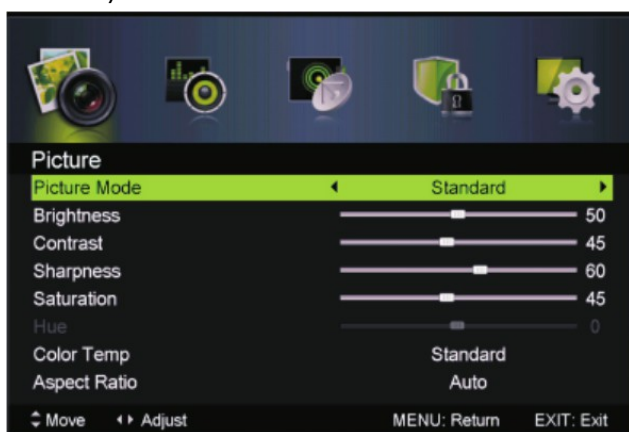 Picture
Picture Mode Standard
Brightness 50
Contrast 45
Sharpness 60
Saturation 45
Hue 0
Color Temp Standard
Aspect Ratio Auto
Move Adjust MENU: Return EXIT: Exit